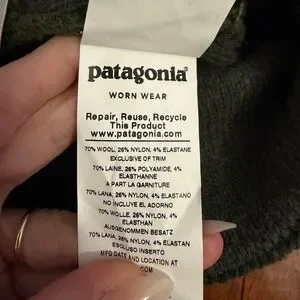 patagonia®
WORN WEAR
Repair, Reuse, Recycle
This Product
www.patagonia.com
70% WOOL, 26% NYLON, 4% ELASTANE
EXCLUSIVE OF TRIM
70% LAINE, 26% POLYAMIDE, 4%
ELASTHANNE
A PART LA GARNITURE
70% LANA, 26% NYLON, 4% ELASTANO
NO INCLUYE EL ADORNO
70% WOLLE, 26% NYLON, 4%
ELASTHAN
AUSGENOMMEN BESATZ
70% LANA, 26% NYLON, 4% ELASTAN
ESCLUSO INSERTO
MFG DATE AND LOCATION AT
.COM